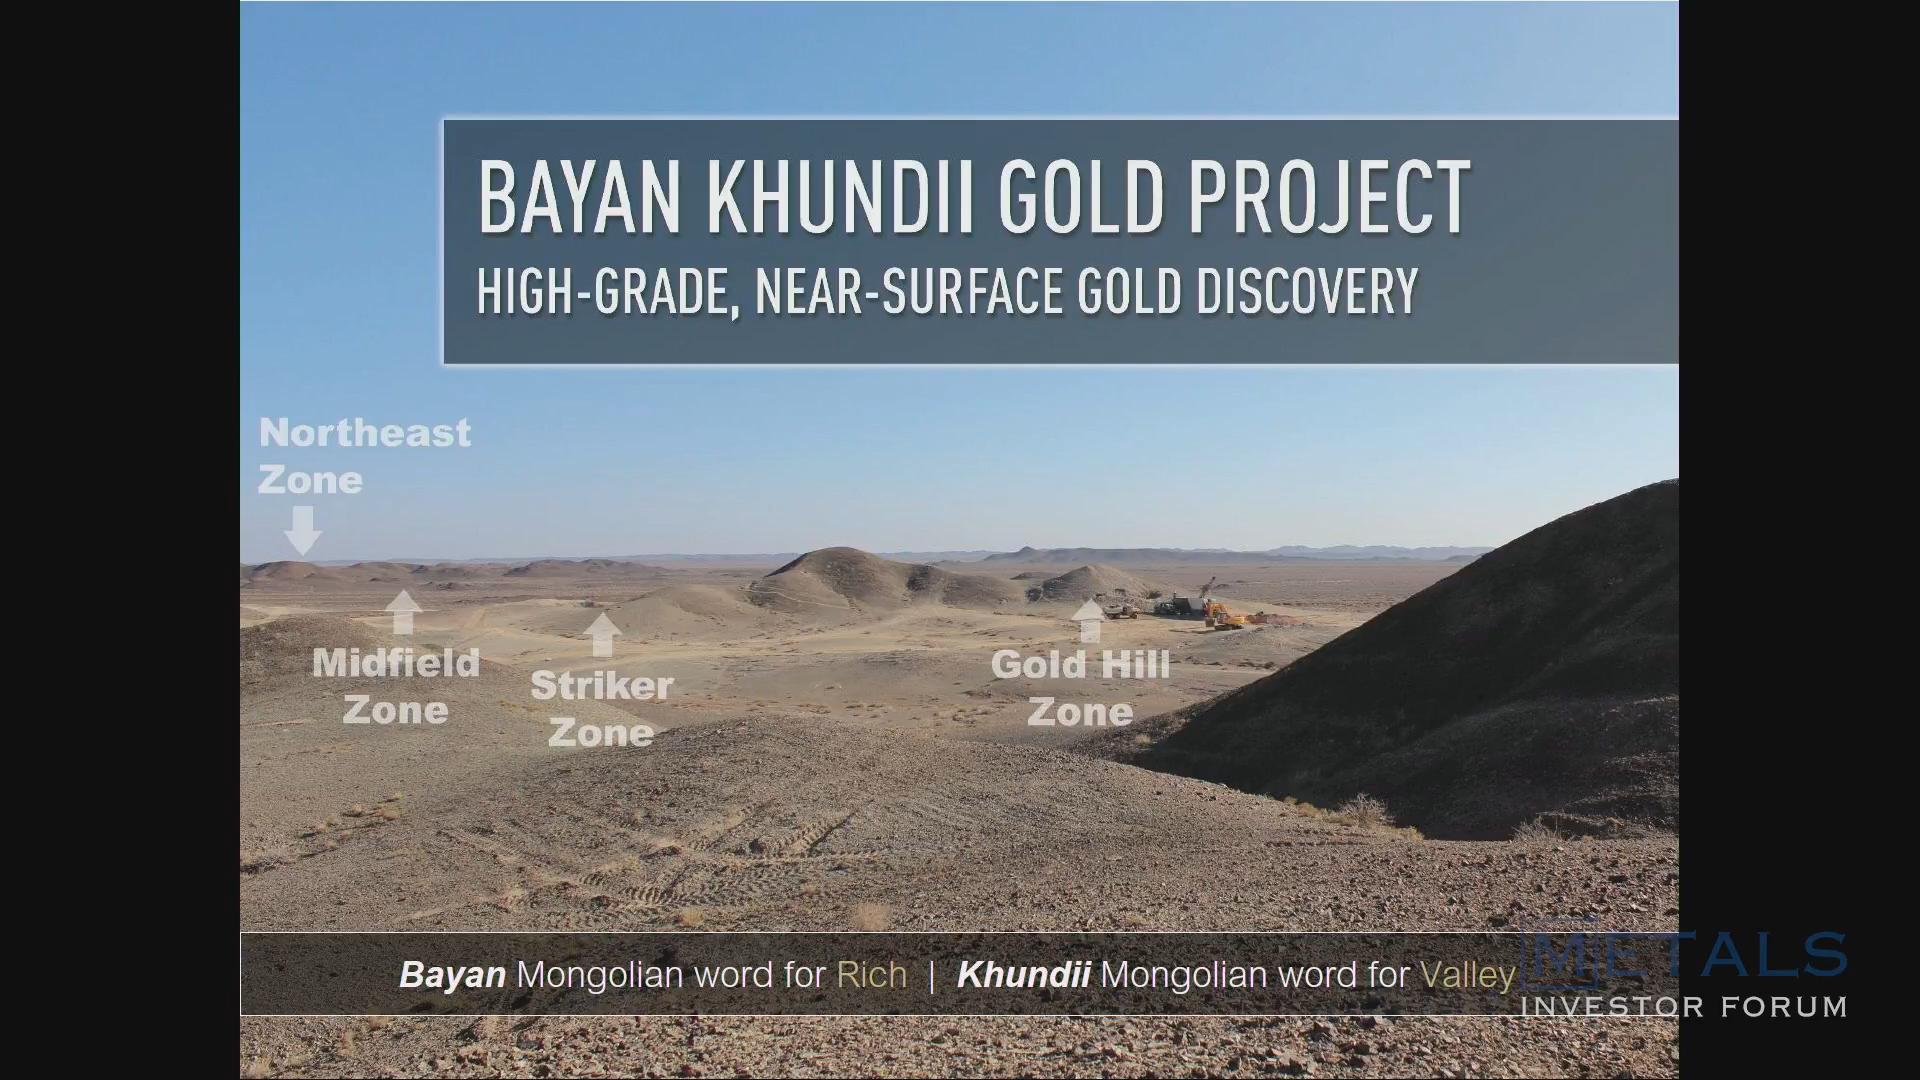 BAYAN KHUNDII GOLD PROJECT
HIGH-GRADE, NEAR-SURFACE GOLD DISCOVERY
Northeast
Zone
Midfield
Zone
Striker
Zone
Gold Hill
Zone
Bayan Mongolian word for Rich | Khundii Mongolian word for Valley
METALS
INVESTOR FORUM